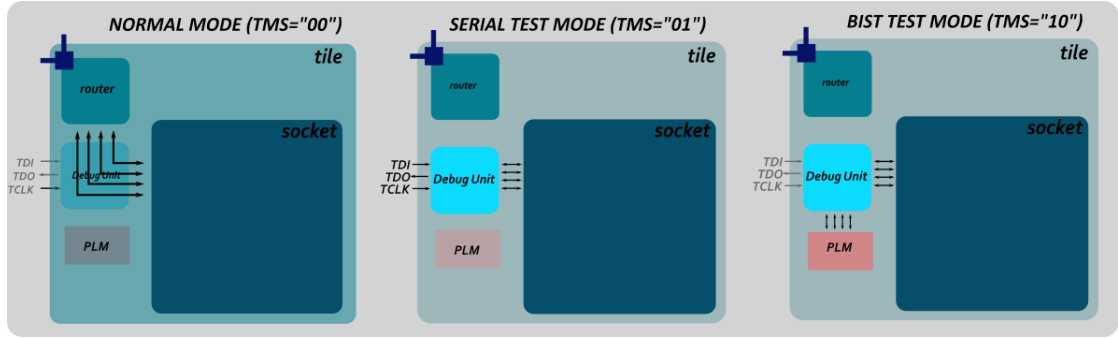 NORMAL MODE (TMS="00")
tile
router
socket
TDI
TDO
TCLK
Debug Unit
PLM
SERIAL TEST MODE (TMS="01")
tile
router
socket
TDI
TDO
TCLK
Debug Unit
PLM
BIST TEST MODE (TMS="10")
tile
router
socket
TDI
TDO
TCLK
Debug Unit
PLM